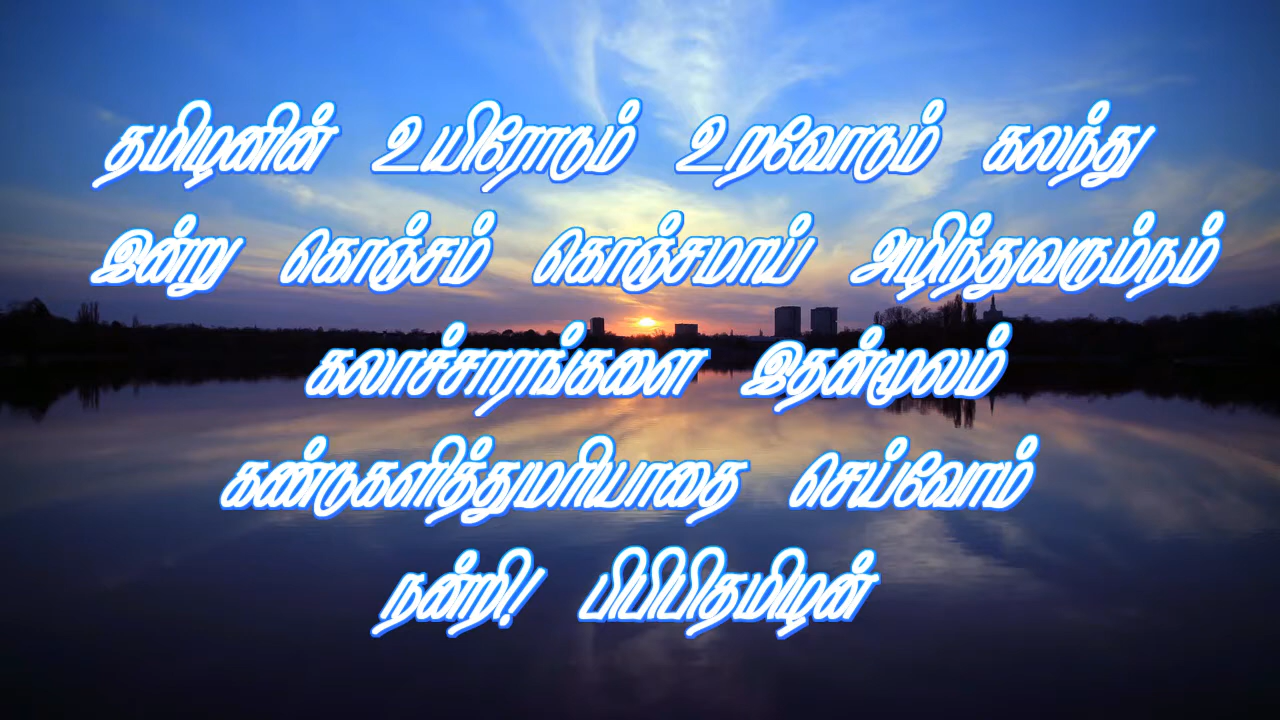 தமிழனின் உயிரோடும் உறவோடும் கலந்து
இன்று கொஞ்சம் கொஞ்சமாய் அழிந்துவரும்நம்
கலாச்சாரங்களை இதன்மூலம்
கண்டுகளித்துமரியாதை செய்வோம்
நன்றி! பிபிபிதமிழன்